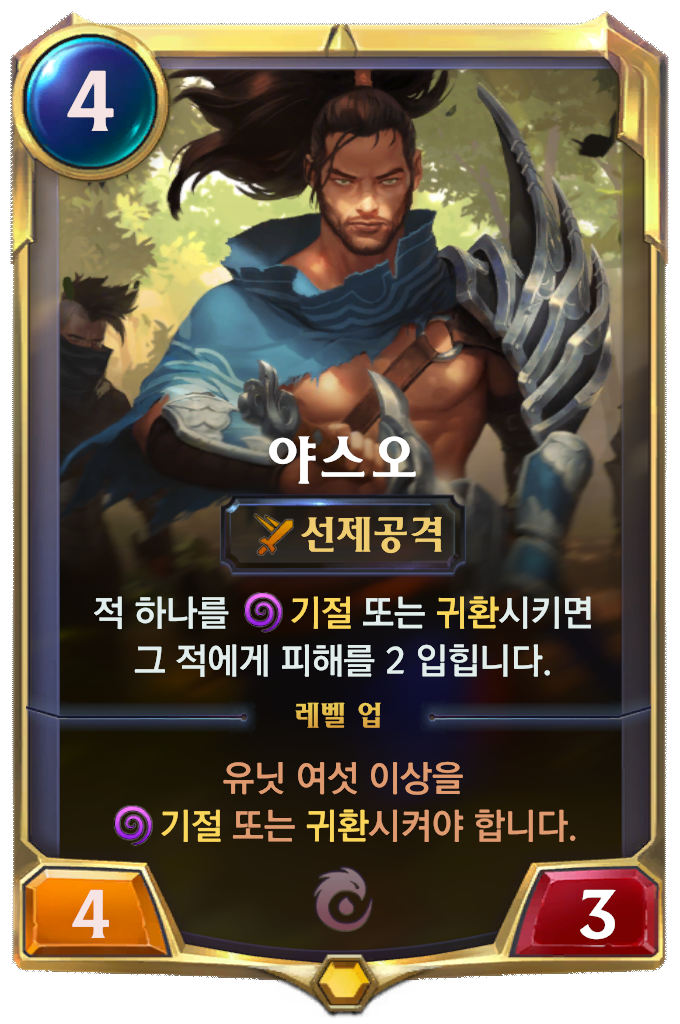 4
야스오
선제공격
적 하나를 기절 또는 귀환시키면
그 적에게 피해를 2 입힙니다.
레벨 업
유닛 여섯 이상을
기절 또는 귀환시켜야 합니다.
4
3